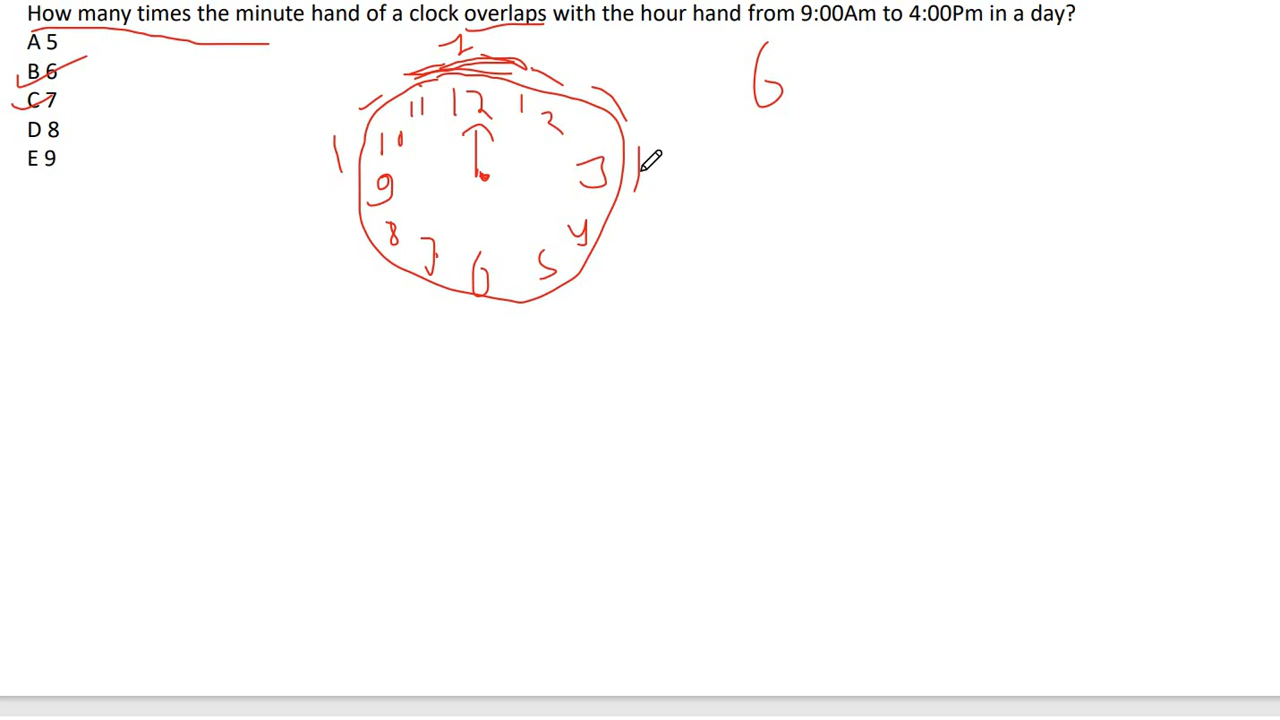 How many times the minute hand of a clock overlaps with the hour hand from 9:00Am to 4:00Pm in a day?
A 5
B 6
C 7
D 8
E 9
1
6
11 12 1
10 2
1 9 3 1
8 4
7 6 5